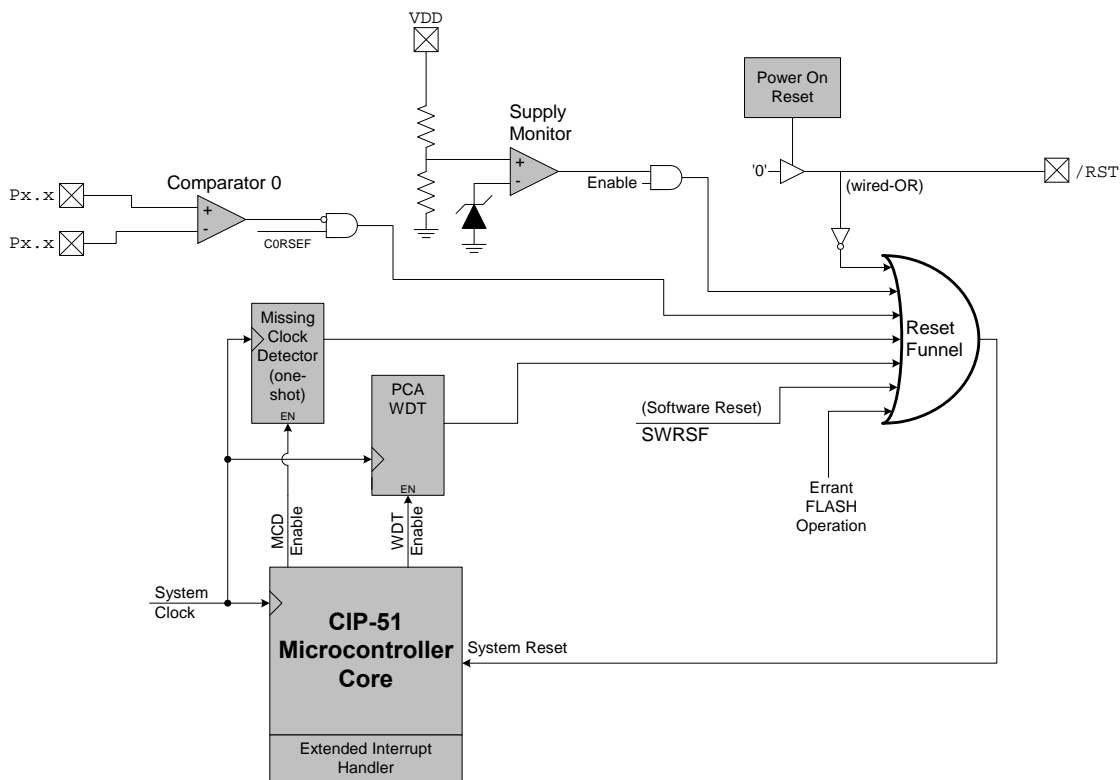 VDD
Power On
Reset
Supply
Monitor
+
-
Enable
'0'
(wired-OR)
/RST
Px.x
Px.x
Comparator 0
+
-
C0RSEF
Missing
Clock
Detector
(one-
shot)
EN
PCA
WDT
EN
(Software Reset)
SWRSF
Reset
Funnel
Errant
FLASH
Operation
MCD
Enable
WDT
Enable
System
Clock
CIP-51
Microcontroller
Core
System Reset
Extended Interrupt
Handler